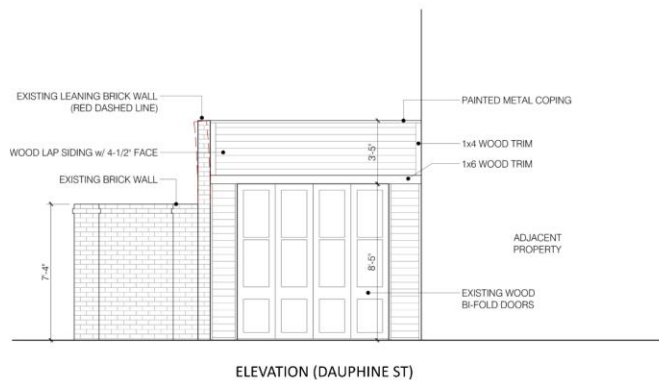 EXISTING LEANING BRICK WALL
(RED DASHED LINE)
PAINTED METAL COPING
WOOD LAP SIDING w/ 4-1/2" FACE
3'-5"
1x4 WOOD TRIM
1x6 WOOD TRIM
EXISTING BRICK WALL
7'-4"
8'-5"
ADJACENT
PROPERTY
EXISTING WOOD
BI-FOLD DOORS
ELEVATION (DAUPHINE ST)